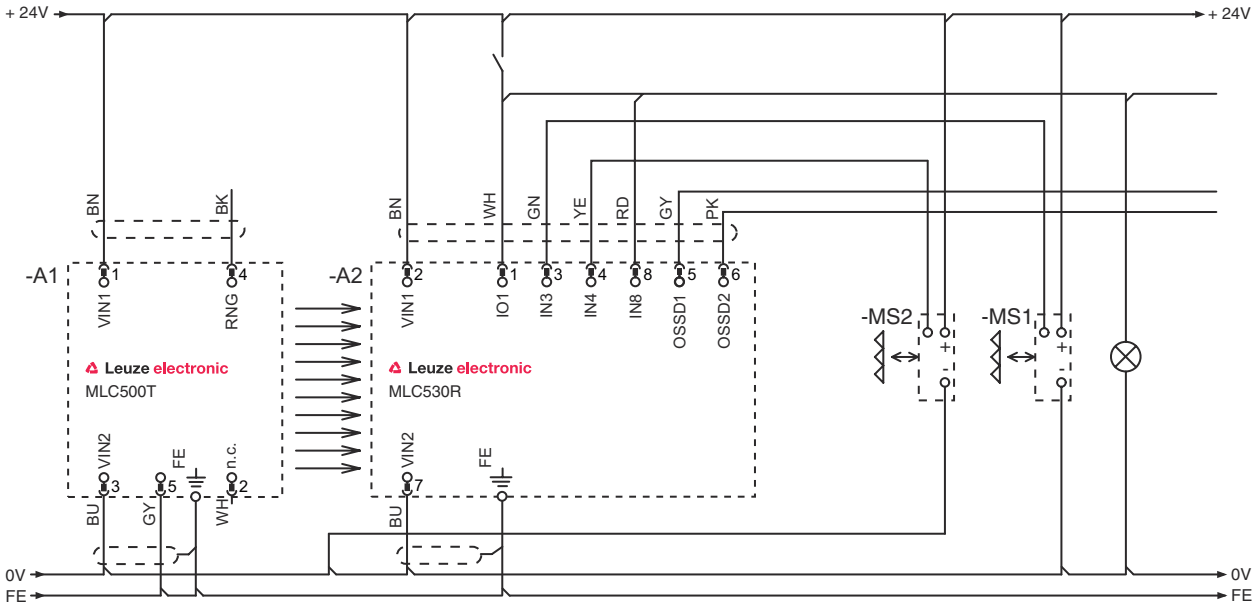 + 24V
+ 24V
BN
BK
BN
WH
GN
YE
RD
GY
PK
-A1
1
4
-A2
2
1
3
4
8
5
6
VIN1
RNG
VIN1
IO1
IN3
IN4
IN8
OSSD1
OSSD2
-MS2
-MS1
+
-
+
-
Leuze electronic
MLC500T
Leuze electronic
MLC530R
VIN2
FE
n.c.
VIN2
FE
3
5
2
7
BU
GY
WH
BU
0V
0V
FE
FE